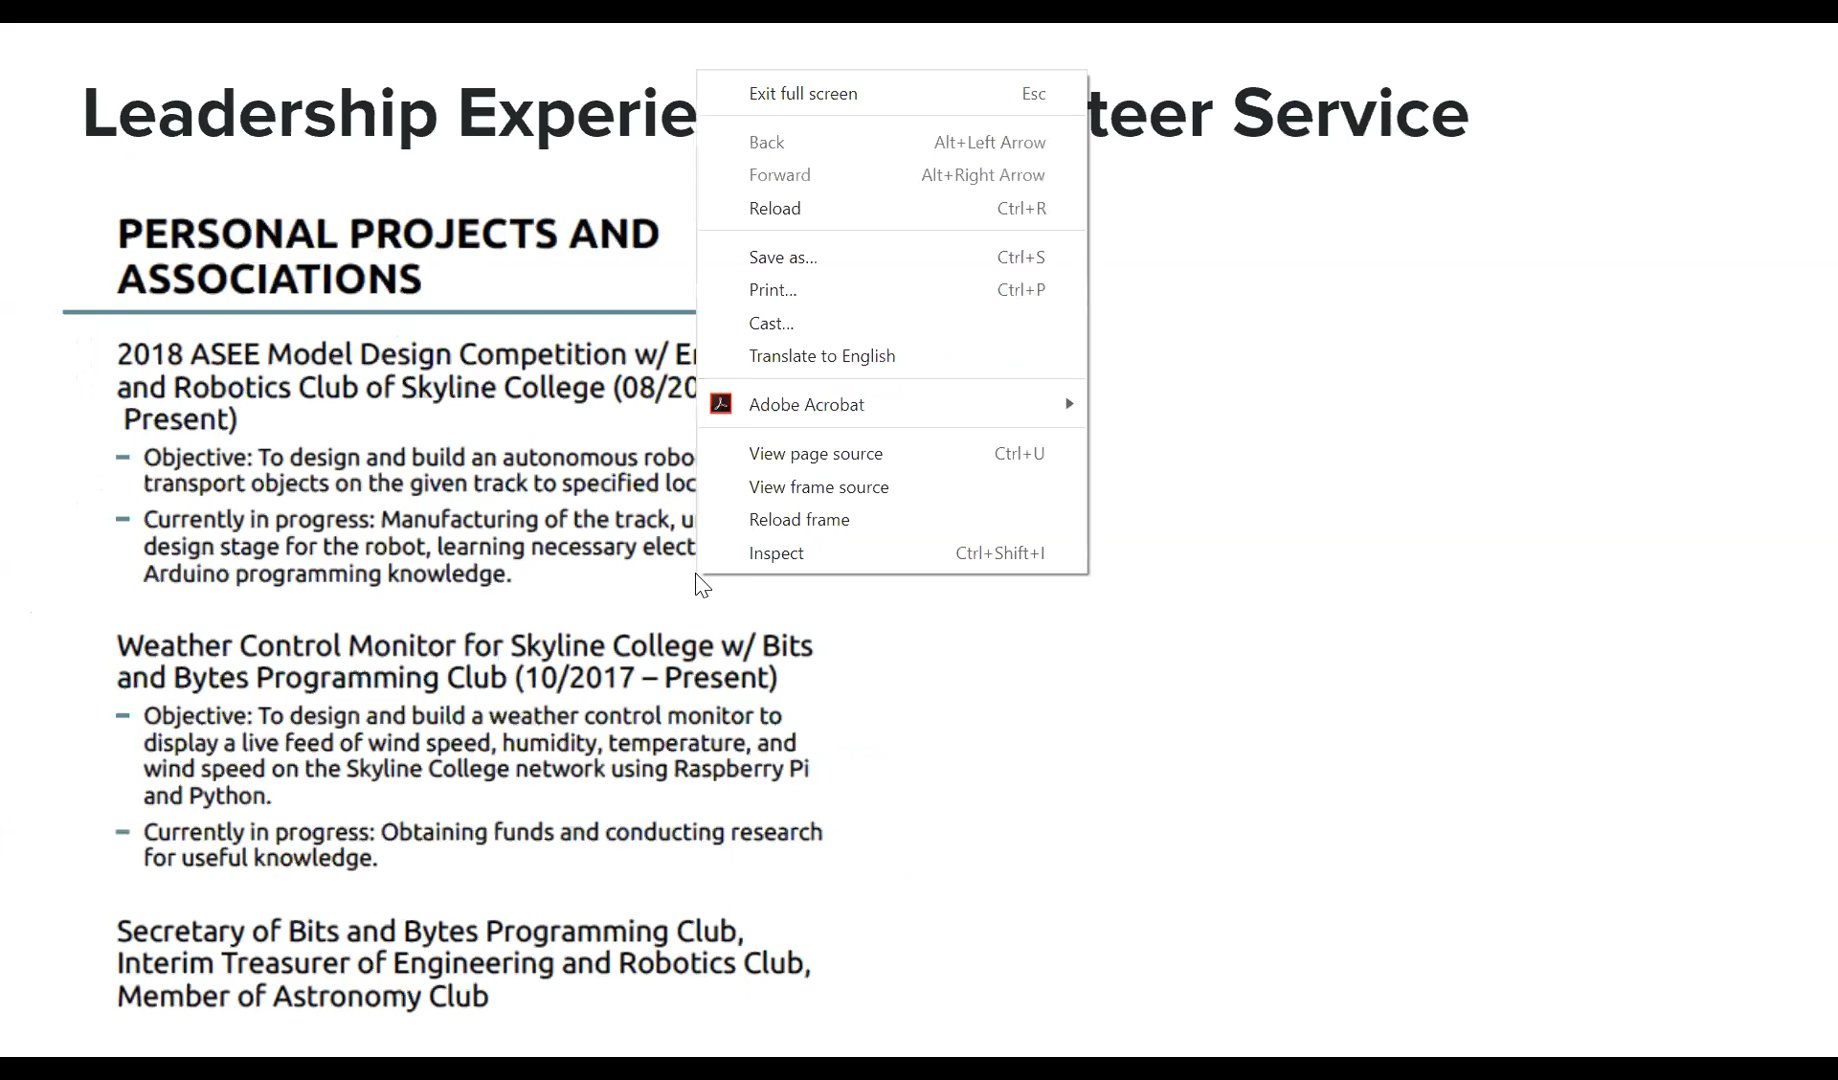 Leadership Experie
teer Service
PERSONAL PROJECTS AND
ASSOCIATIONS
2018 ASEE Model Design Competition w/
and Robotics Club of Skyline College (08/20
Present)
– Objective: To design and build an autonomous robo
transport objects on the given track to specified loc
– Currently in progress: Manufacturing of the track, u
design stage for the robot, learning necessary elect
Arduino programming knowledge.
Weather Control Monitor for Skyline College w/ Bits
and Bytes Programming Club (10/2017 – Present)
– Objective: To design and build a weather control monitor to
display a live feed of wind speed, humidity, temperature, and
wind speed on the Skyline College network using Raspberry Pi
and Python.
– Currently in progress: Obtaining funds and conducting research
for useful knowledge.
Secretary of Bits and Bytes Programming Club,
Interim Treasurer of Engineering and Robotics Club,
Member of Astronomy Club
Exit full screen Esc
Back Alt+Left Arrow
Forward Alt+Right Arrow
Reload Ctrl+R
Save as... Ctrl+S
Print... Ctrl+P
Cast...
Translate to English
Adobe Acrobat
View page source Ctrl+U
View frame source
Reload frame
Inspect Ctrl+Shift+I